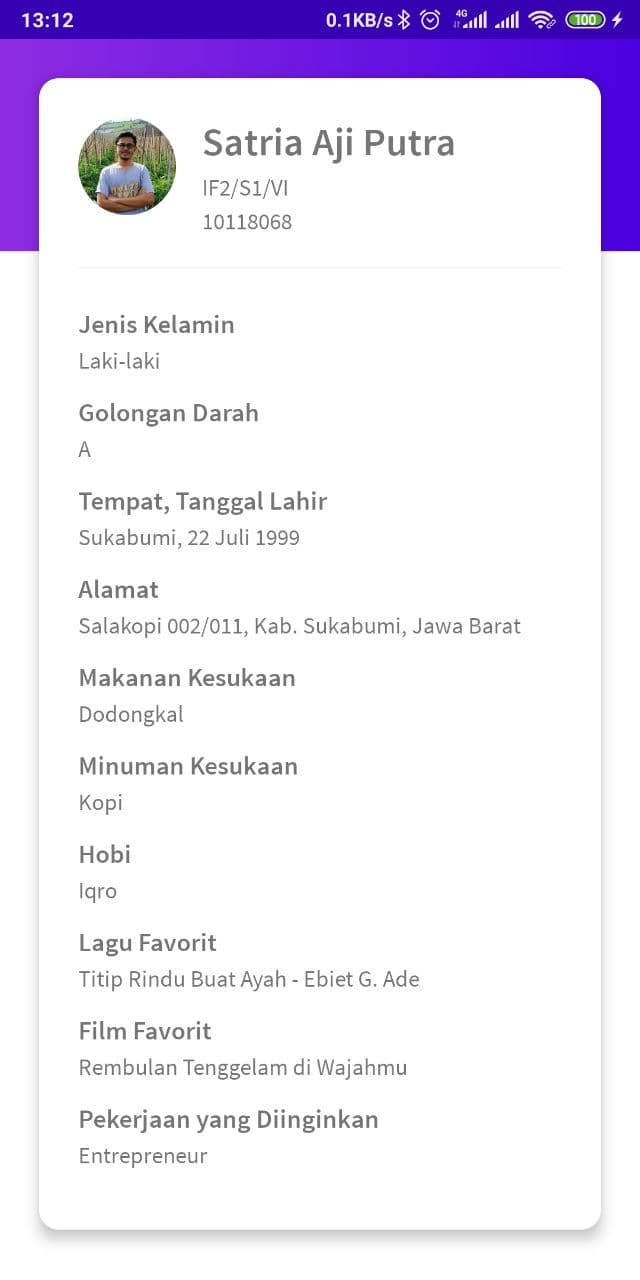 13:12
0.1KB/s 4G 100
Satria Aji Putra
IF2/S1/VI
10118068
Jenis Kelamin
Laki-laki
Golongan Darah
A
Tempat, Tanggal Lahir
Sukabumi, 22 Juli 1999
Alamat
Salakopi 002/011, Kab. Sukabumi, Jawa Barat
Makanan Kesukaan
Dodongkal
Minuman Kesukaan
Kopi
Hobi
Iqro
Lagu Favorit
Titip Rindu Buat Ayah - Ebiet G. Ade
Film Favorit
Rembulan Tenggelam di Wajahmu
Pekerjaan yang Diinginkan
Entrepreneur